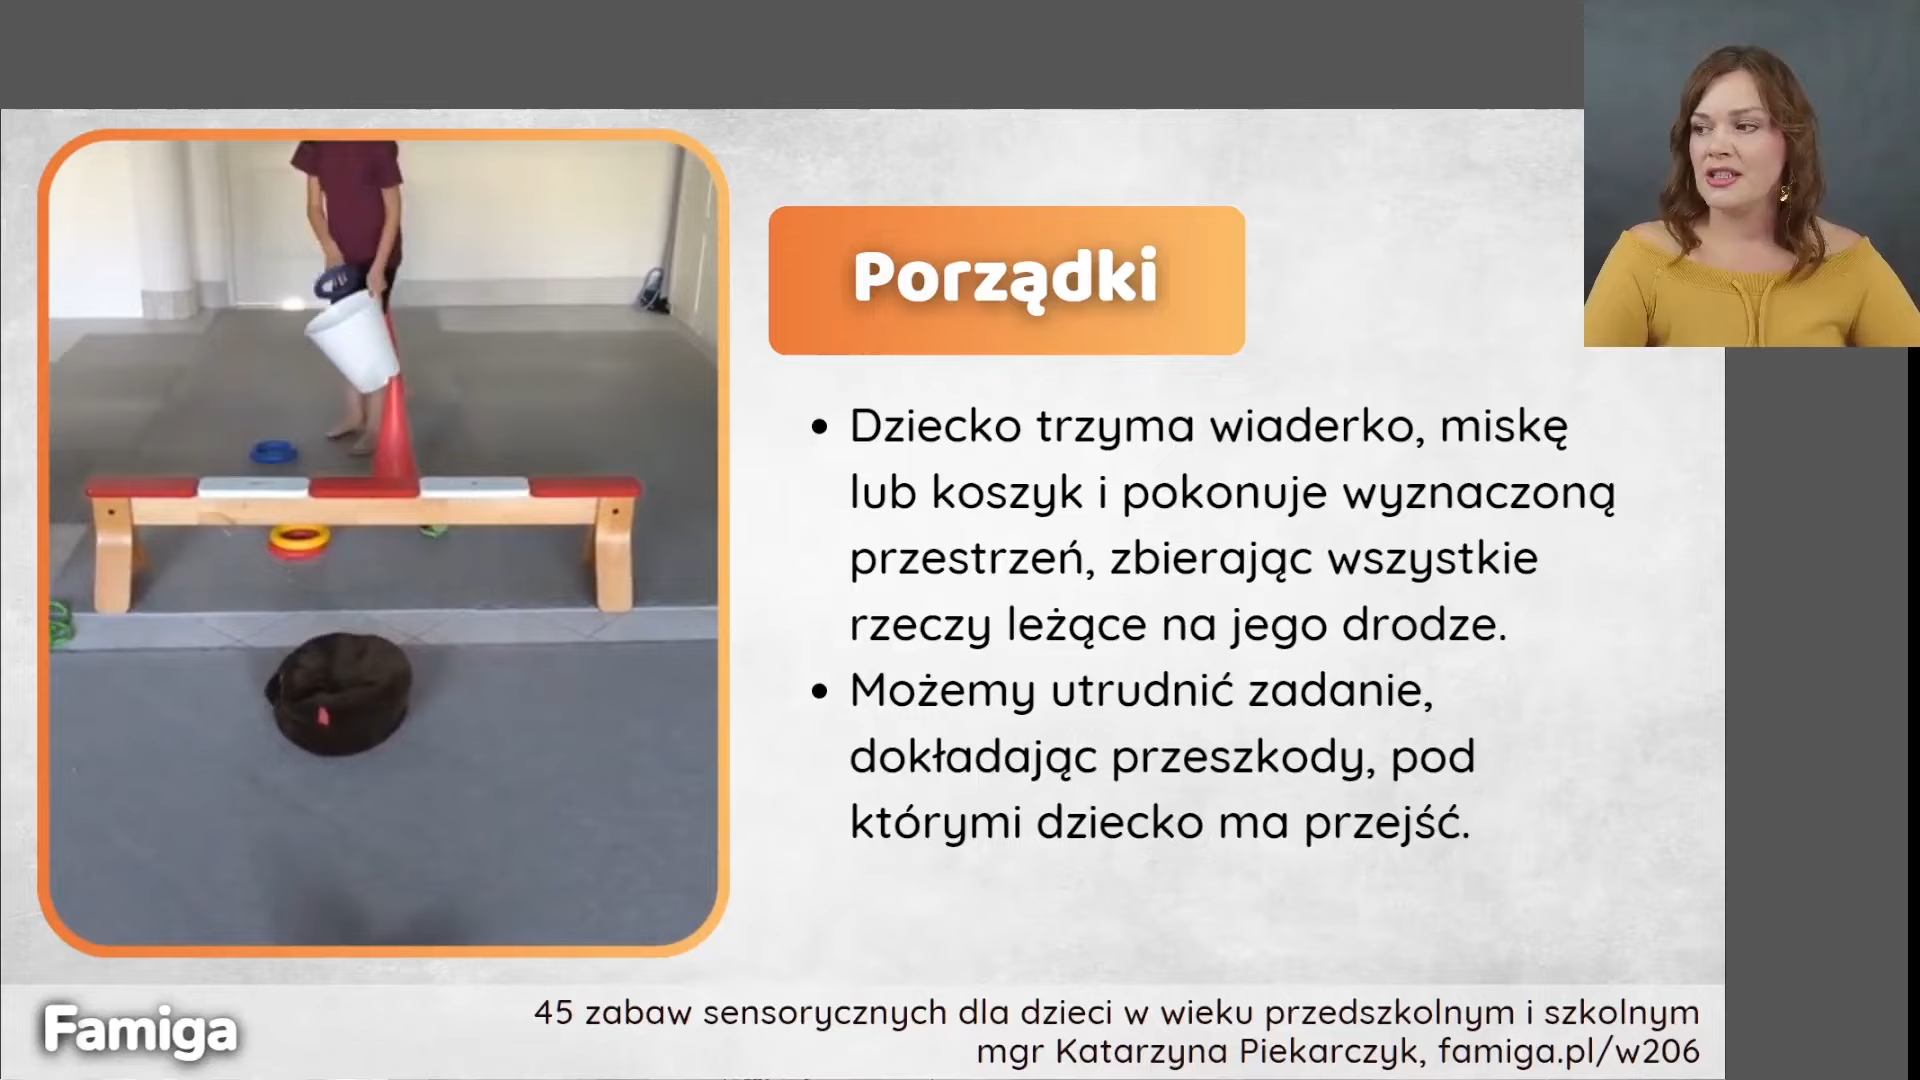 Porządki
• Dziecko trzyma wiaderko, miskę
lub koszyk i pokonuje wyznaczoną
przestrzeń, zbierając wszystkie
rzeczy leżące na jego drodze.
• Możemy utrudnić zadanie,
dokładając przeszkody, pod
którymi dziecko ma przejść.
Famiga
45 zabaw sensorycznych dla dzieci w wieku przedszkolnym i szkolnym
mgr Katarzyna Piekarczyk, famiga.pl/w206